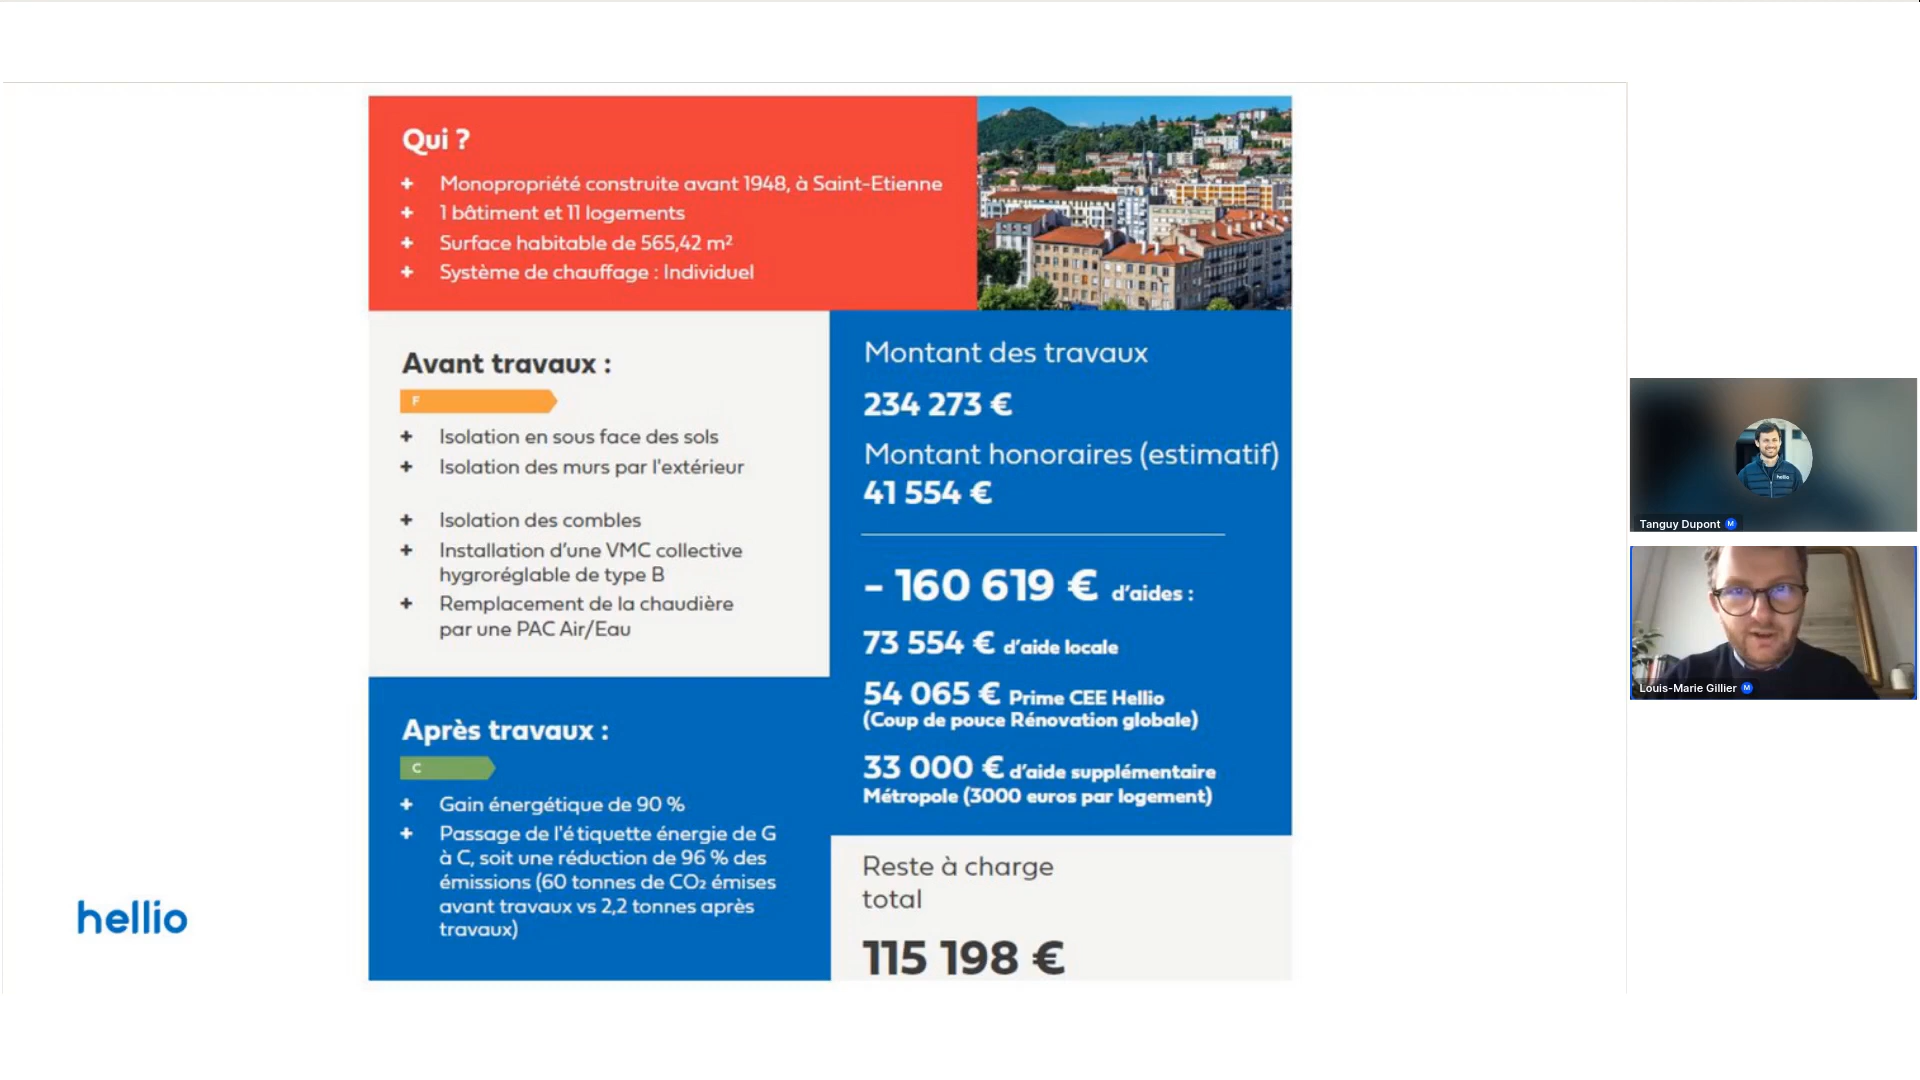 Qui ?
+ Monopropriété construite avant 1948, à Saint-Etienne
+ 1 bâtiment et 11 logements
+ Surface habitable de 565,42 m²
+ Système de chauffage : Individuel
Avant travaux :
F
+ Isolation en sous face des sols
+ Isolation des murs par l'extérieur
+ Isolation des combles
+ Installation d'une VMC collective
hygroréglable de type B
+ Remplacement de la chaudière
par une PAC Air/Eau
Après travaux :
C
+ Gain énergétique de 90 %
+ Passage de l'é tiquette énergie de G
à C, soit une réduction de 96 % des
émissions (60 tonnes de CO₂ émises
avant travaux vs 2,2 tonnes après
travaux)
Montant des travaux
234 273 €
Montant honoraires (estimatif)
41 554 €
- 160 619 € d'aides :
73 554 € d'aide locale
54 065 € Prime CEE Hellio
(Coup de pouce Rénovation globale)
33 000 € d'aide supplémentaire
Métropole (3000 euros par logement)
Reste à charge
total
115 198 €
hellio
hellio
Tanguy Dupont M
Louis-Marie Gillier M